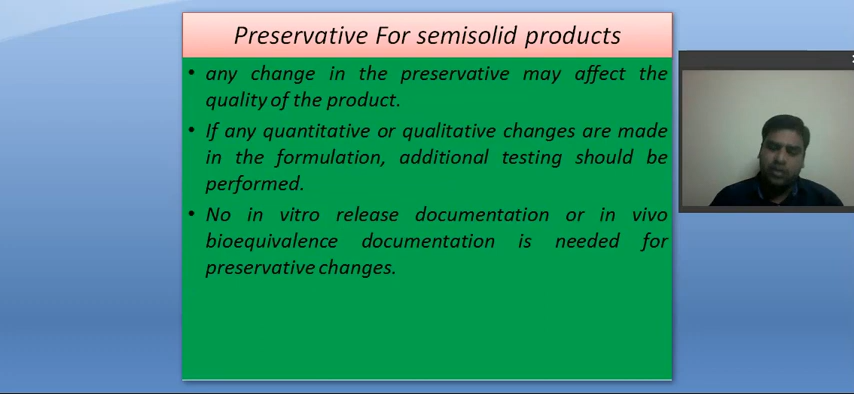 Preservative For semisolid products
• any change in the preservative may affect the
quality of the product.
• If any quantitative or qualitative changes are made
in the formulation, additional testing should be
performed.
• No in vitro release documentation or in vivo
bioequivalence documentation is needed for
preservative changes.